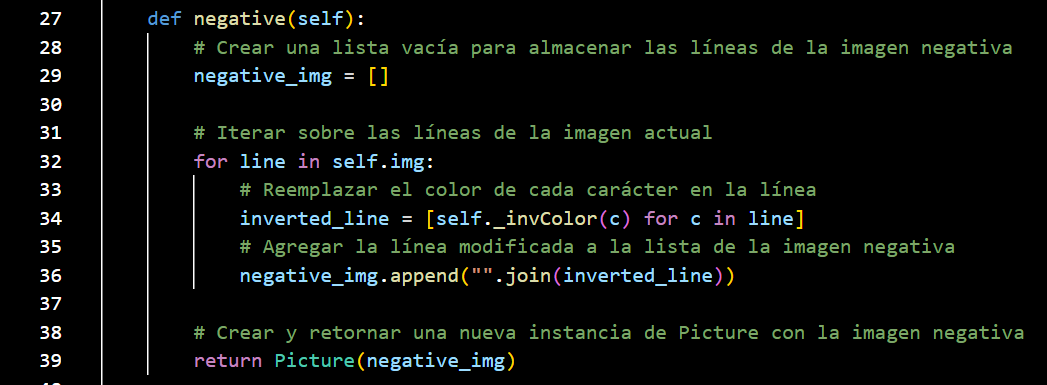 27 def negative(self):
28 # Crear una lista vacía para almacenar las líneas de la imagen negativa
29 negative_img = []
30
31 # Iterar sobre las líneas de la imagen actual
32 for line in self.img:
33 # Reemplazar el color de cada carácter en la línea
34 inverted_line = [self._invColor(c) for c in line]
35 # Agregar la línea modificada a la lista de la imagen negativa
36 negative_img.append("".join(inverted_line))
37
38 # Crear y retornar una nueva instancia de Picture con la imagen negativa
39 return Picture(negative_img)